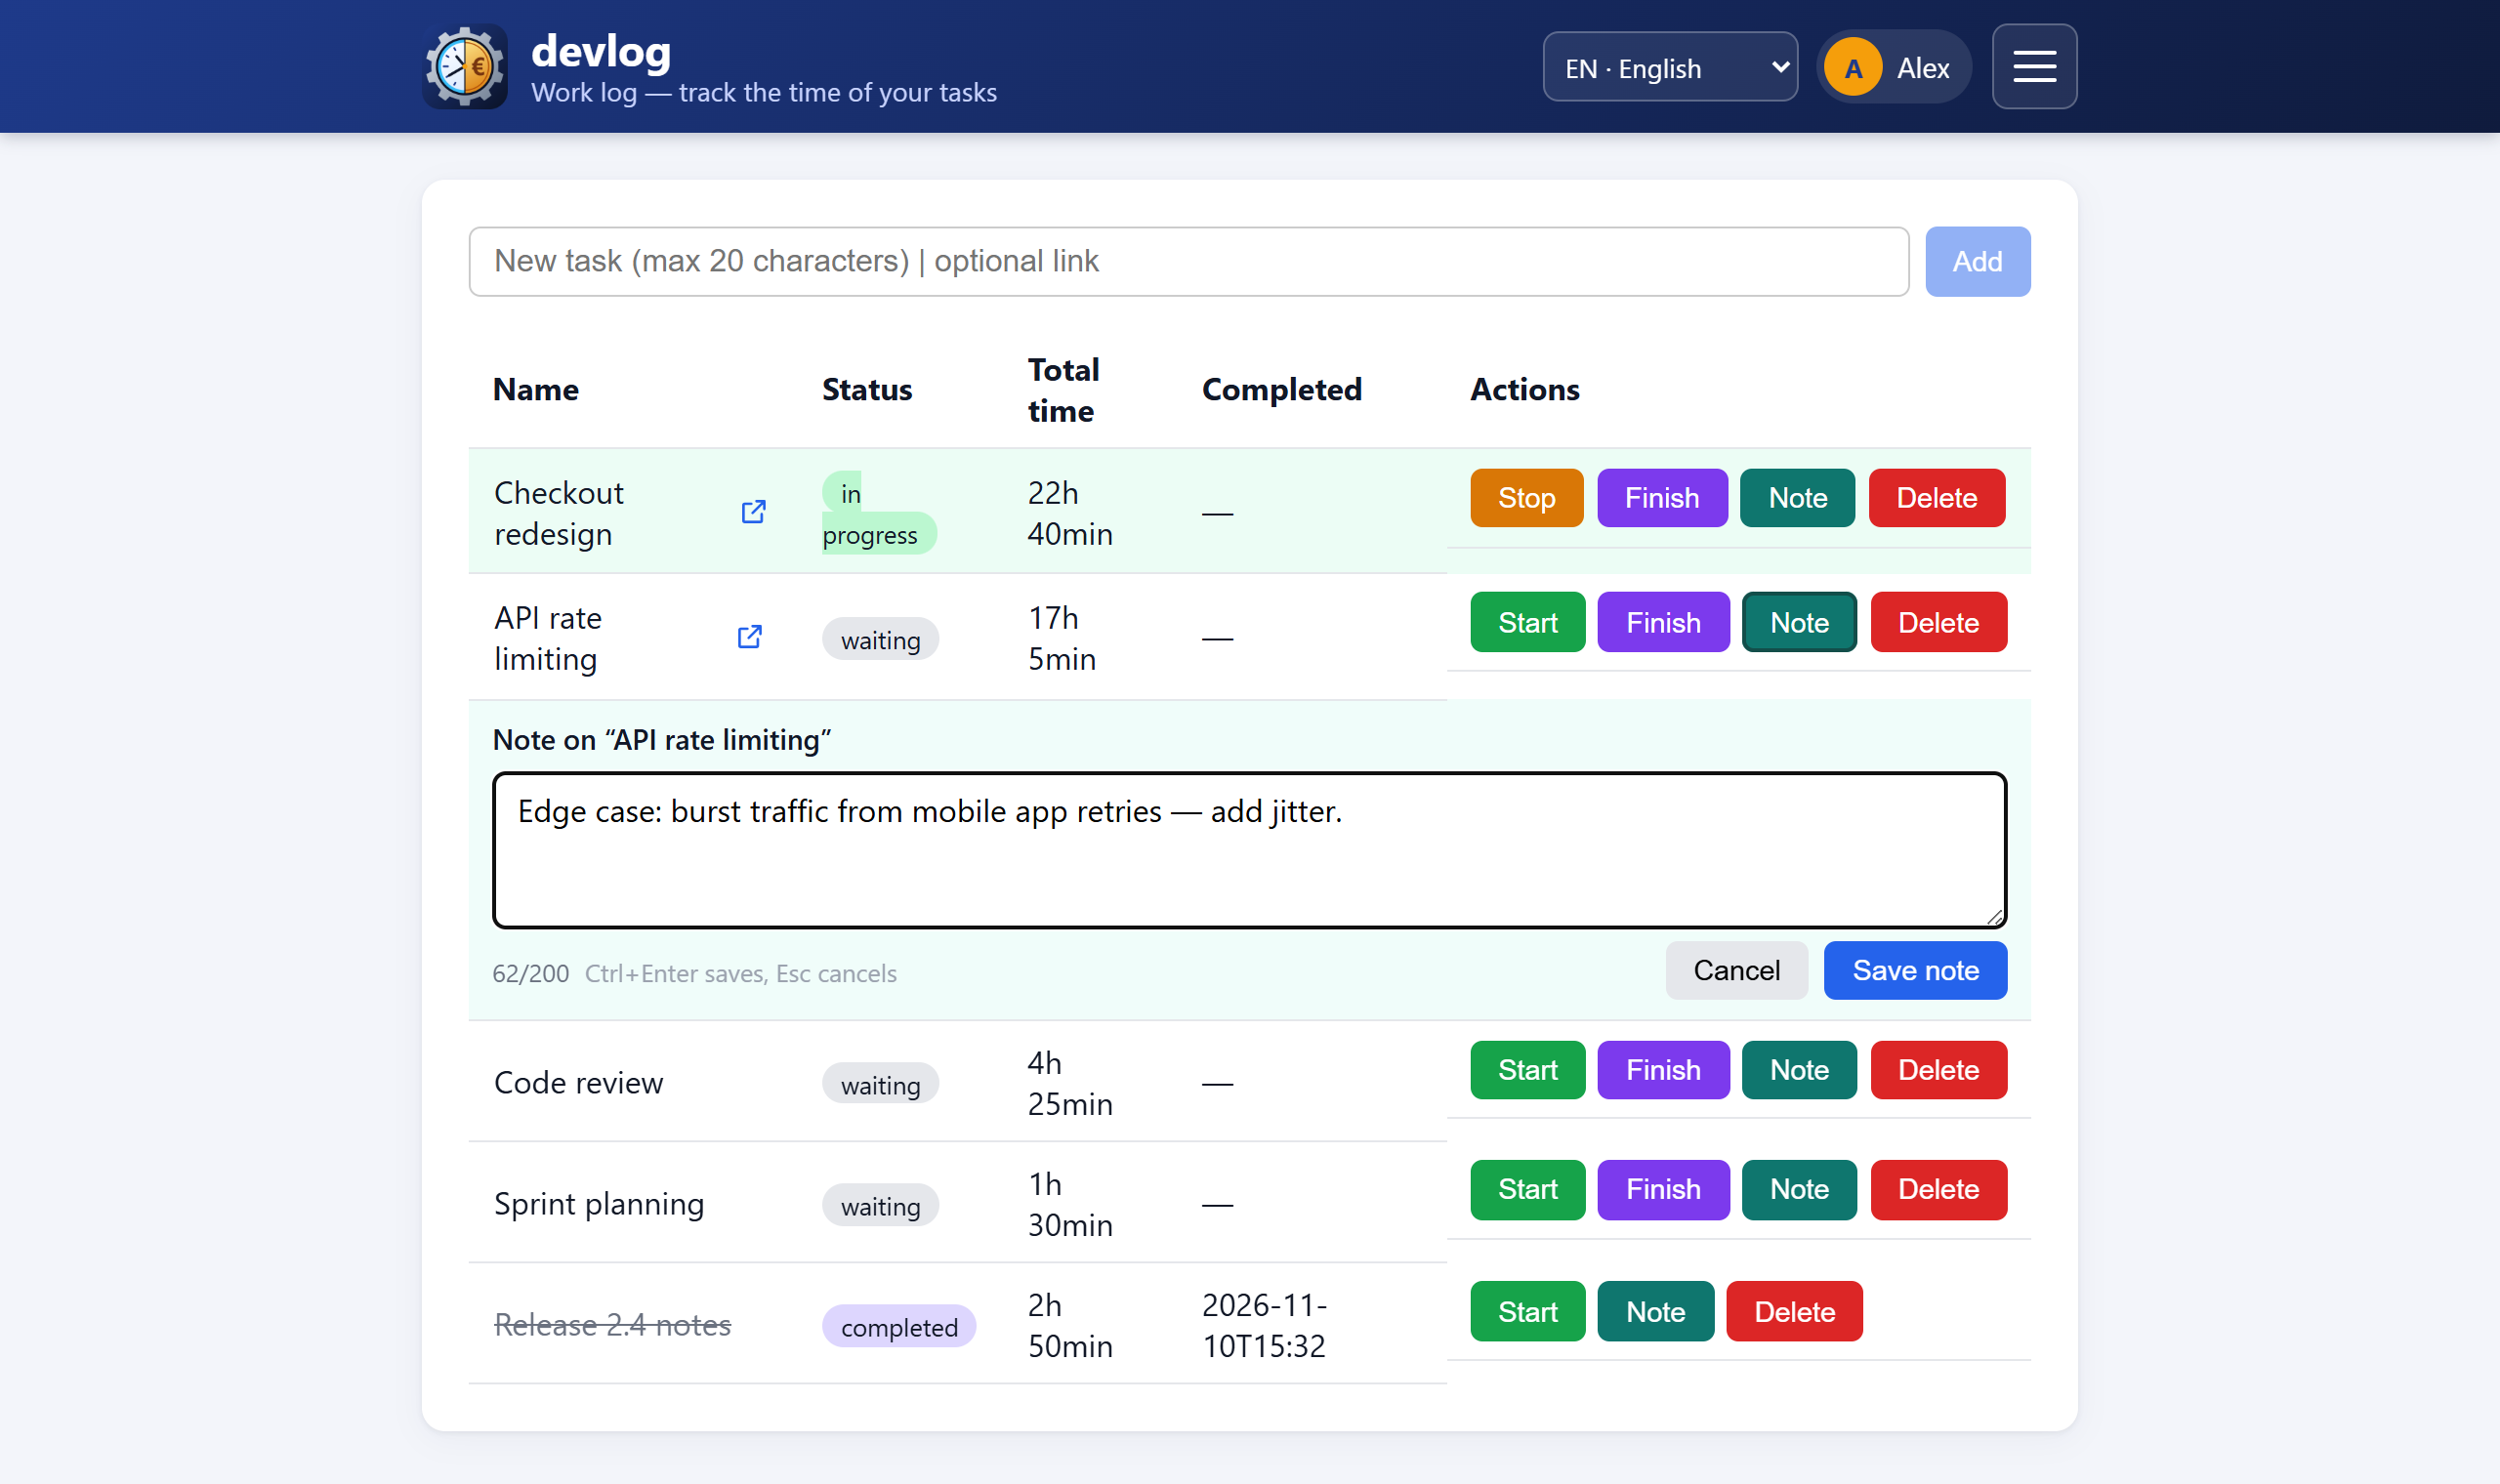 €
devlog
Work log — track the time of your tasks
EN · English
A
Alex
New task (max 20 characters) | optional link
Add
Name
Status
Total
time
Completed
Actions
Checkout
redesign
in
progress
22h
40min
—
Stop
Finish
Note
Delete
API rate
limiting
waiting
17h
5min
—
Start
Finish
Note
Delete
Note on “API rate limiting”
Edge case: burst traffic from mobile app retries — add jitter.
62/200
Ctrl+Enter saves, Esc cancels
Cancel
Save note
Code review
waiting
4h
25min
—
Start
Finish
Note
Delete
Sprint planning
waiting
1h
30min
—
Start
Finish
Note
Delete
Release 2.4 notes
completed
2h
50min
2026-11-
10T15:32
Start
Note
Delete